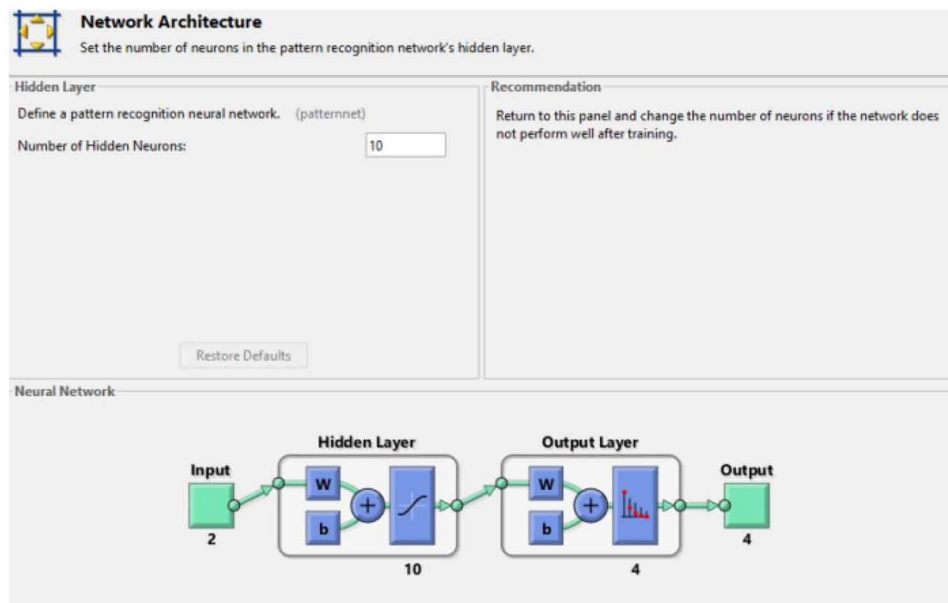 Network Architecture
Set the number of neurons in the pattern recognition network's hidden layer.
Hidden Layer
Define a pattern recognition neural network. (patternnet)
Number of Hidden Neurons: 10
Restore Defaults
Recommendation
Return to this panel and change the number of neurons if the network does
not perform well after training.
Neural Network
Hidden Layer
Output Layer
Input
W
b
W
b
Output
2
10
4
4